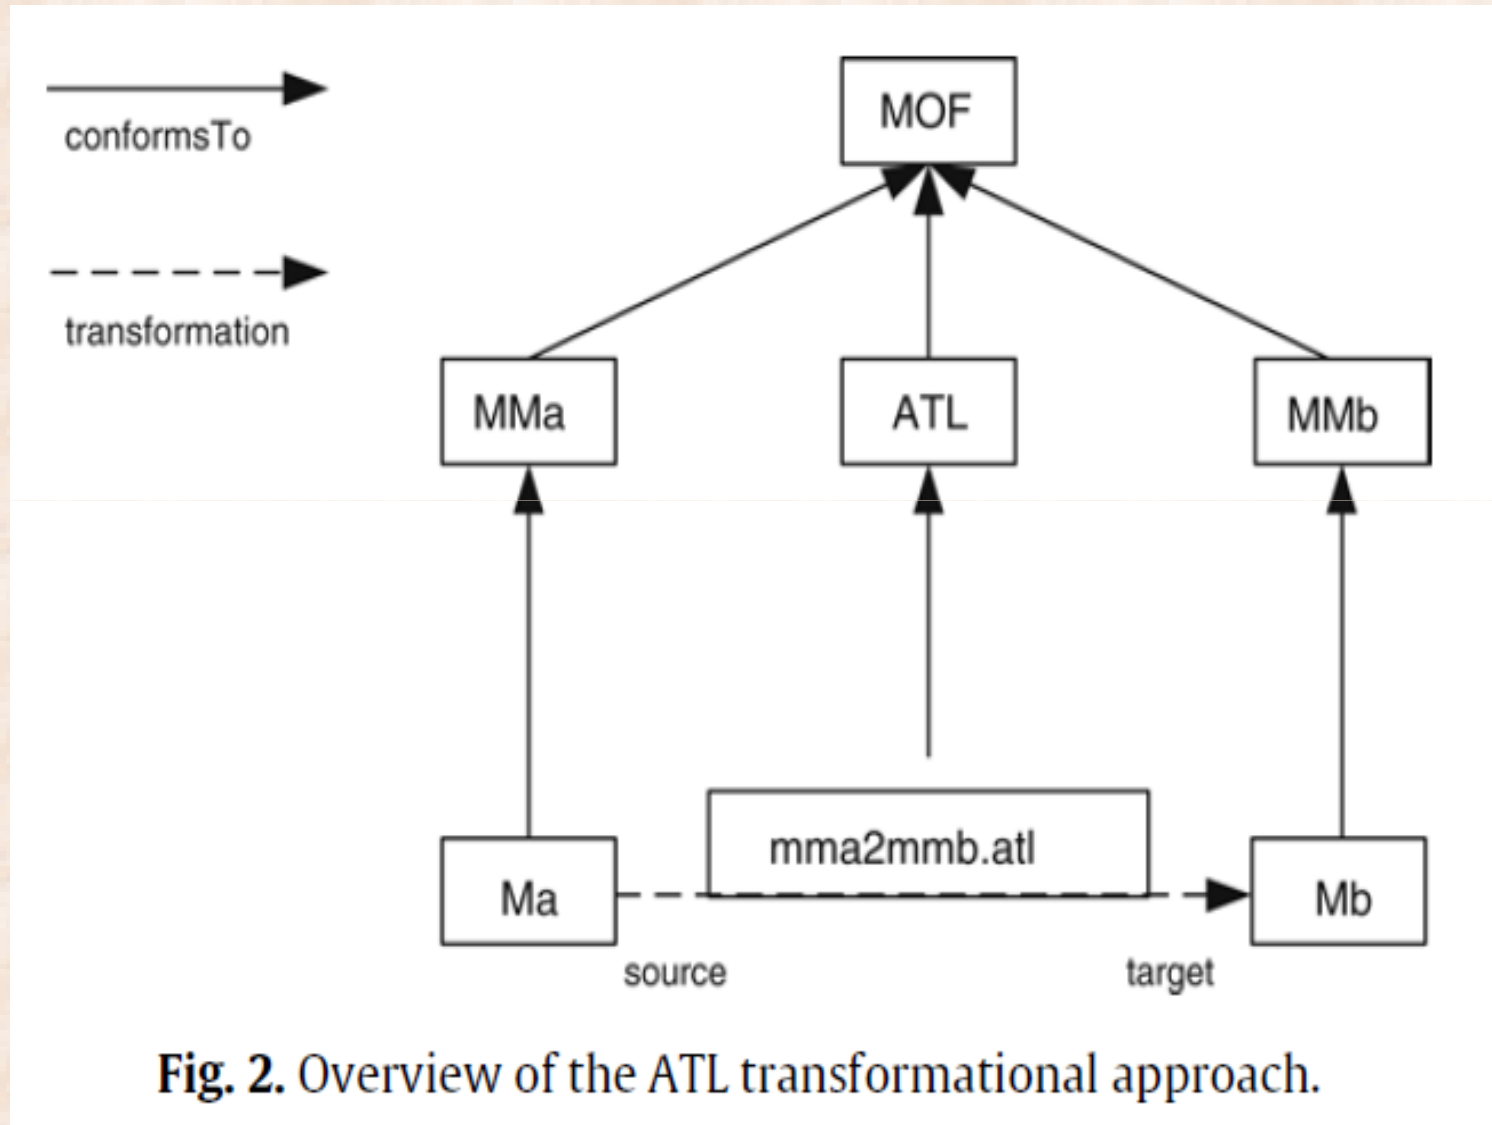 conformsTo
transformation
MOF
MMa
ATL
MMb
mma2mmb.atl
Ma
Mb
source
target
Fig. 2. Overview of the ATL transformational approach.